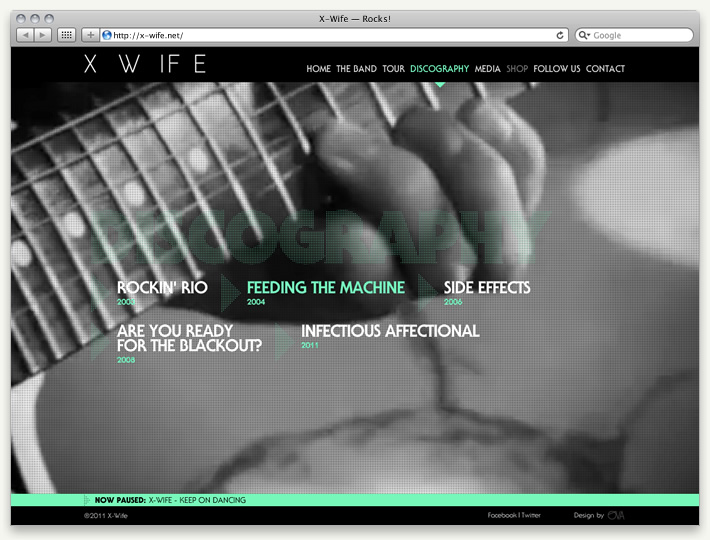 X-Wife — Rocks!
http://x-wife.net/
Google
X WIFE
HOME THE BAND TOUR DISCOGRAPHY MEDIA SHOP FOLLOW US CONTACT
DISCOGRAPHY
ROCKIN' RIO
2003
FEEDING THE MACHINE
2004
SIDE EFFECTS
2006
ARE YOU READY
FOR THE BLACKOUT?
2008
INFECTIOUS AFFECTIONAL
2011
NOW PAUSED: X-WIFE - KEEP ON DANCING
©2011 X-Wife
Facebook | Twitter
Design by